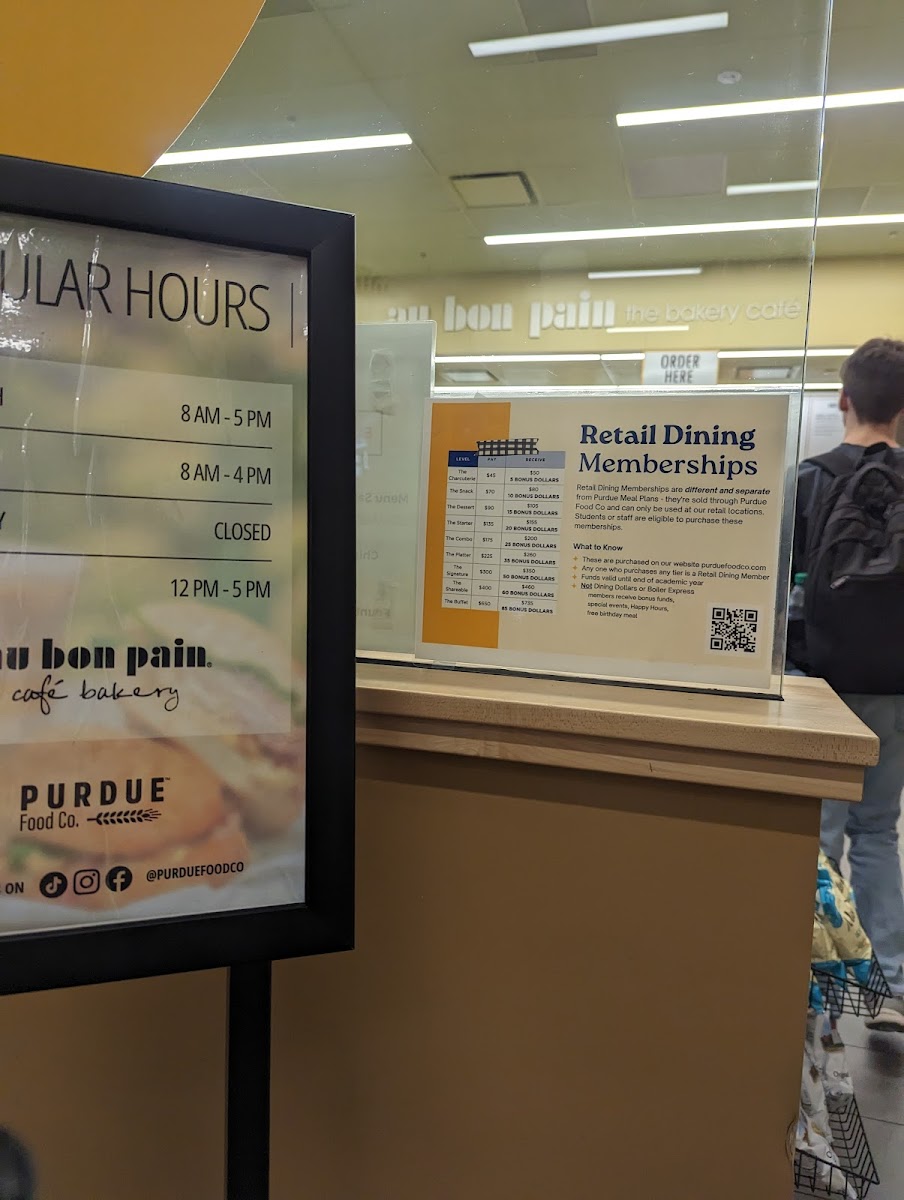 ULAR HOURS
H
8 AM - 5 PM
8 AM - 4 PM
Y
CLOSED
12 PM - 5 PM
au bon pain.
café bakery
PURDUE™
Food Co.
ON
@PURDUEFOODCO
au bon pain the bakery café
ORDER
HERE
Retail Dining
Memberships
Retail Dining Memberships are different and separate
from Purdue Meal Plans - they're sold through Purdue
Food Co and can only be used at our retail locations.
Students or staff are eligible to purchase these
memberships.
What to Know
These are purchased on our website purduefoodco.com
Any one who purchases any tier is a Retail Dining Member
Funds valid until end of academic year
Not Dining Dollars or Boiler Express
members receive bonus funds,
special events, Happy Hours,
free birthday meal
LEVEL PAY RECEIVE
The Charcuterie $45 $50
5 BONUS DOLLARS
The Snack $70 $80
10 BONUS DOLLARS
The Dessert $90 $105
15 BONUS DOLLARS
The Starter $135 $155
20 BONUS DOLLARS
The Combo $175 $200
25 BONUS DOLLARS
The Platter $225 $260
35 BONUS DOLLARS
The Signature $300 $350
50 BONUS DOLLARS
The Shareable $400 $460
60 BONUS DOLLARS
The Buffet $650 $735
85 BONUS DOLLARS